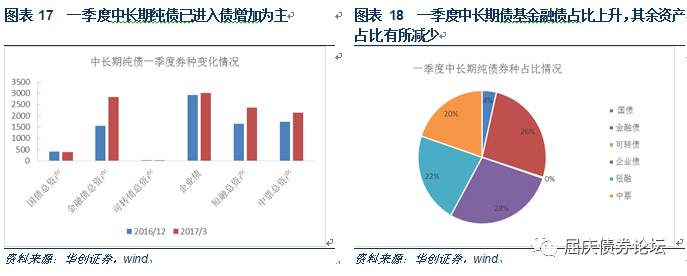 图表 17　一季度中长期纯债已进入债增加为主
中长期纯债一季度券种变化情况
3500
3000
2500
2000
1500
1000
500
0
国债总资产
金融债总资产
可转债总资产
企业债
短融总资产
中票总资产
2016/12
2017/3
资料来源：华创证券，wind。
图表 18　一季度中长期债基金融债占比上升，其余资产
占比有所减少
一季度中长期纯债券种占比情况
4%
26%
0%
28%
22%
20%
国债
金融债
可转债
企业债
短融
中票
资料来源：华创证券，wind。
屈庆债券论坛